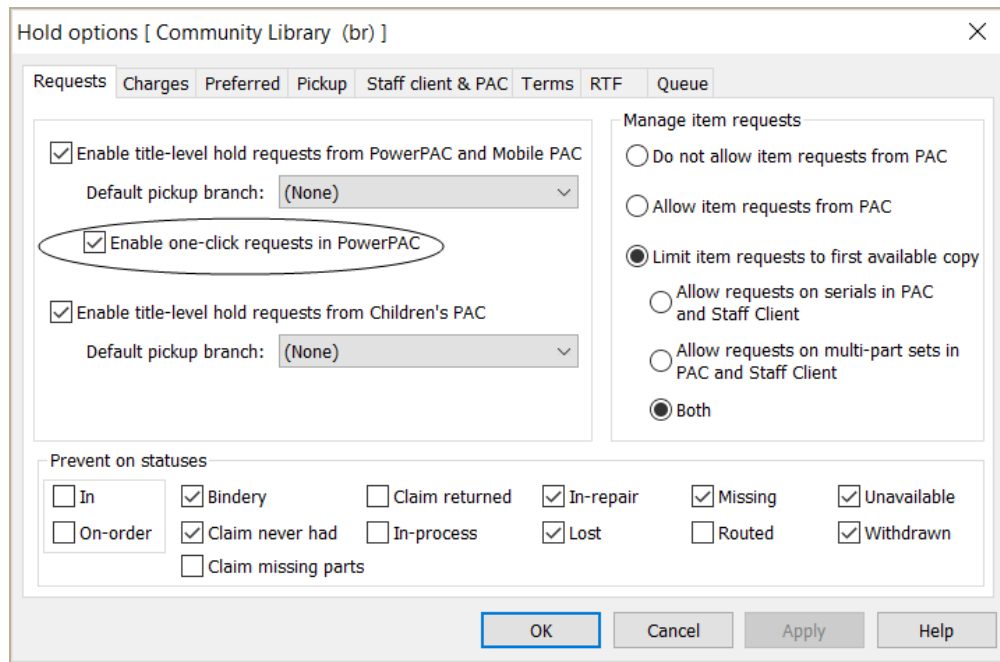 Hold options [ Community Library (br) ]
Requests Charges Preferred Pickup Staff client & PAC Terms RTF Queue
Enable title-level hold requests from PowerPAC and Mobile PAC
Default pickup branch: (None)
Enable one-click requests in PowerPAC
Enable title-level hold requests from Children's PAC
Default pickup branch: (None)
Manage item requests
Do not allow item requests from PAC
Allow item requests from PAC
Limit item requests to first available copy
Allow requests on serials in PAC
and Staff Client
Allow requests on multi-part sets in
PAC and Staff Client
Both
Prevent on statuses
In Bindery Claim returned In-repair Missing Unavailable
On-order Claim never had In-process Lost Routed Withdrawn
Claim missing parts
OK Cancel Apply Help